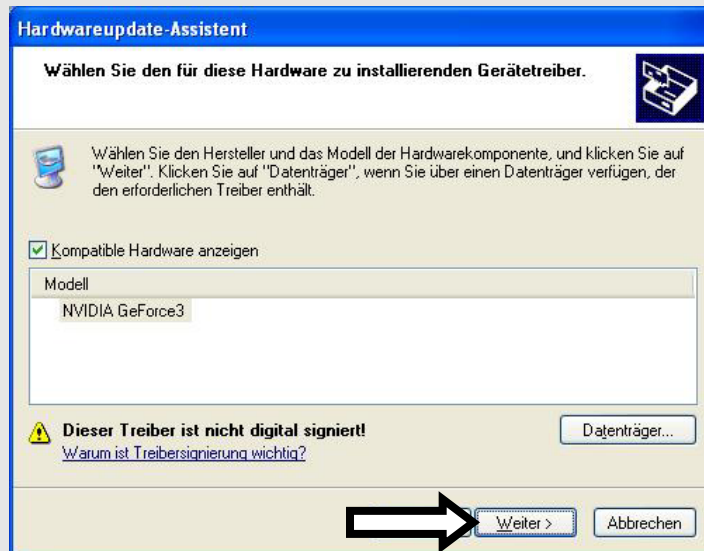 Hardwareupdate-Assistent
Wählen Sie den für diese Hardware zu installierenden Gerätetreiber.
Wählen Sie den Hersteller und das Modell der Hardwarekomponente, und klicken Sie auf
"Weiter". Klicken Sie auf "Datenträger", wenn Sie über einen Datenträger verfügen, der
den erforderlichen Treiber enthält.
Kompatible Hardware anzeigen
Modell
NVIDIA GeForce3
Dieser Treiber ist nicht digital signiert!
Datenträger...
Warum ist Treibersignierung wichtig?
Weiter >
Abbrechen